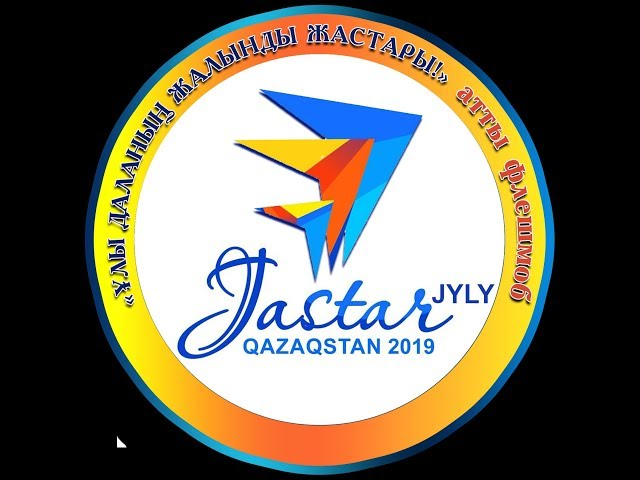 «ҰЛЫ ДАЛАНЫҢ ЖАЛЫНДЫ ЖАСТАРЫ!» атты флешмоб
Jastar JYLY
QAZAQSTAN 2019